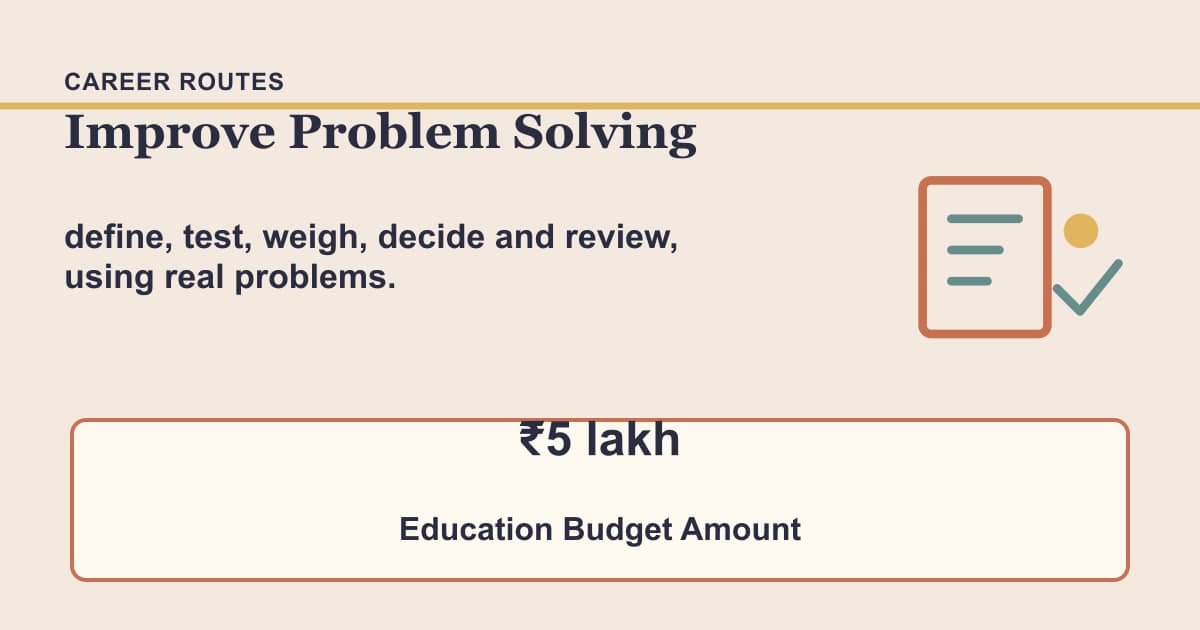 CAREER ROUTES
Improve Problem Solving
define, test, weigh, decide and review,
using real problems.
₹5 lakh
Education Budget Amount